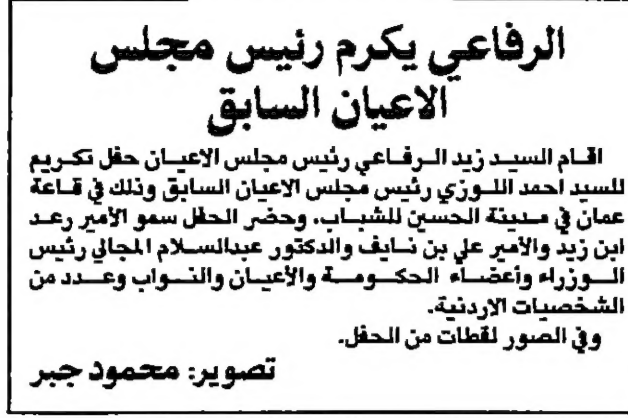 الرفاعي يكرم رئيس مجلس
الاعيان السابق
اقام السيد زيد الرفاعي رئيس مجلس الاعيان حفل تكريم
للسيد احمد اللوزي رئيس مجلس الاعيان السابق وذلك في قاعة
عمان في مدينة الحسين للشباب. وحضر الحفل سمو الأمير رعد
ابن زيد والأمير علي بن نايف والدكتور عبدالسلام المجالي رئيس
الوزراء وأعضاء الحكومة والأعيان والنواب وعدد من
الشخصيات الاردنية.
وفي الصور لقطات من الحفل.
تصوير: محمود جبر